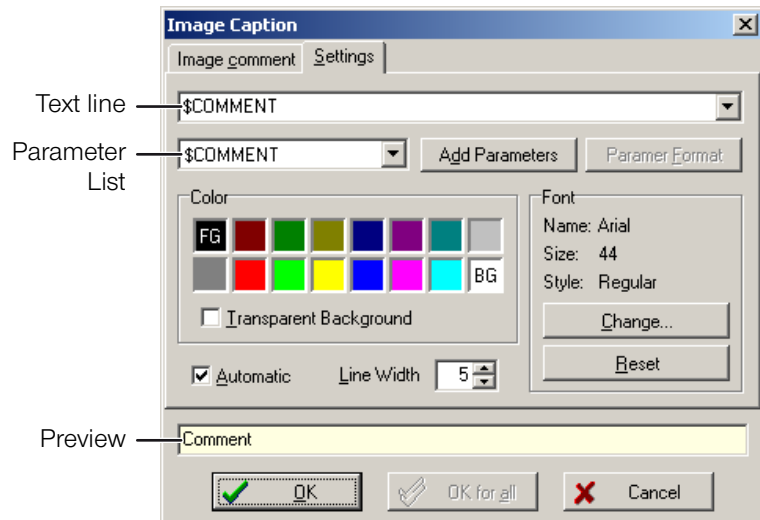 Image Caption
Image comment Settings
Text line $COMMENT
Parameter List $COMMENT Add Parameters Paramer Format
Color
FG
BG
Transparent Background
Font
Name: Arial
Size: 44
Style: Regular
Change...
Reset
Automatic Line Width 5
Preview Comment
OK OK for all Cancel